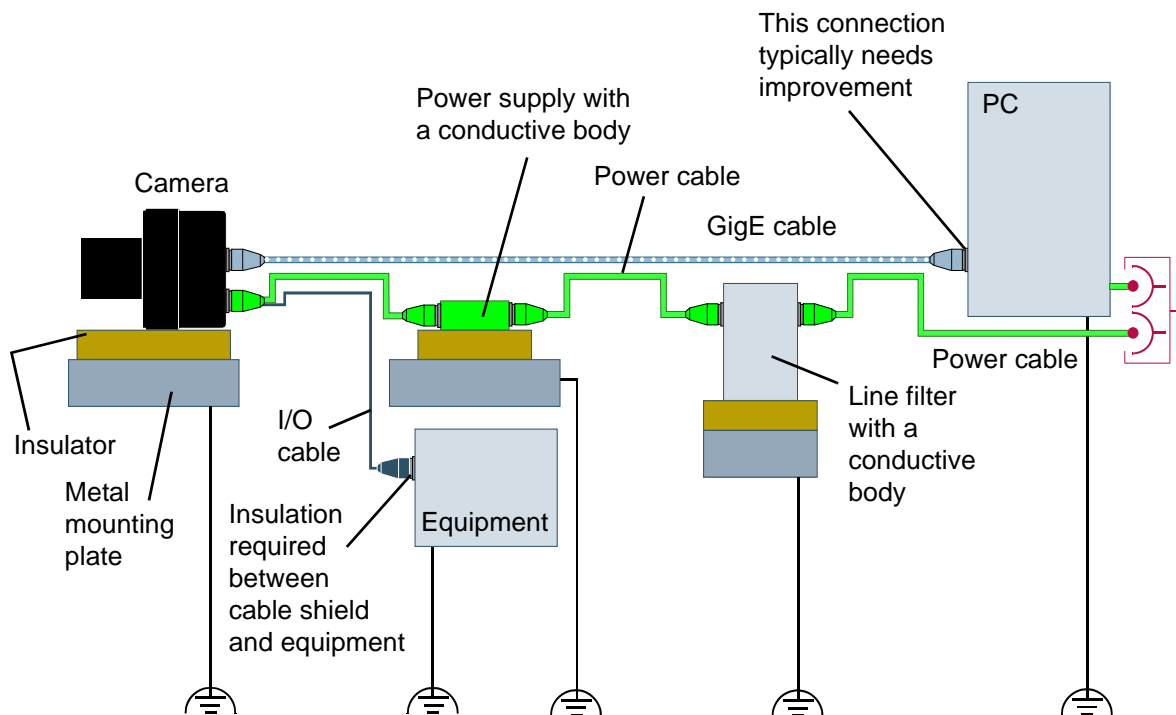 This connection
typically needs
improvement
PC
Power supply with
a conductive body
Camera
Power cable
GigE cable
Power cable
Insulator
I/O
cable
Line filter
with a
conductive
body
Metal
mounting
plate
Insulation
required
between
cable shield
and equipment
Equipment